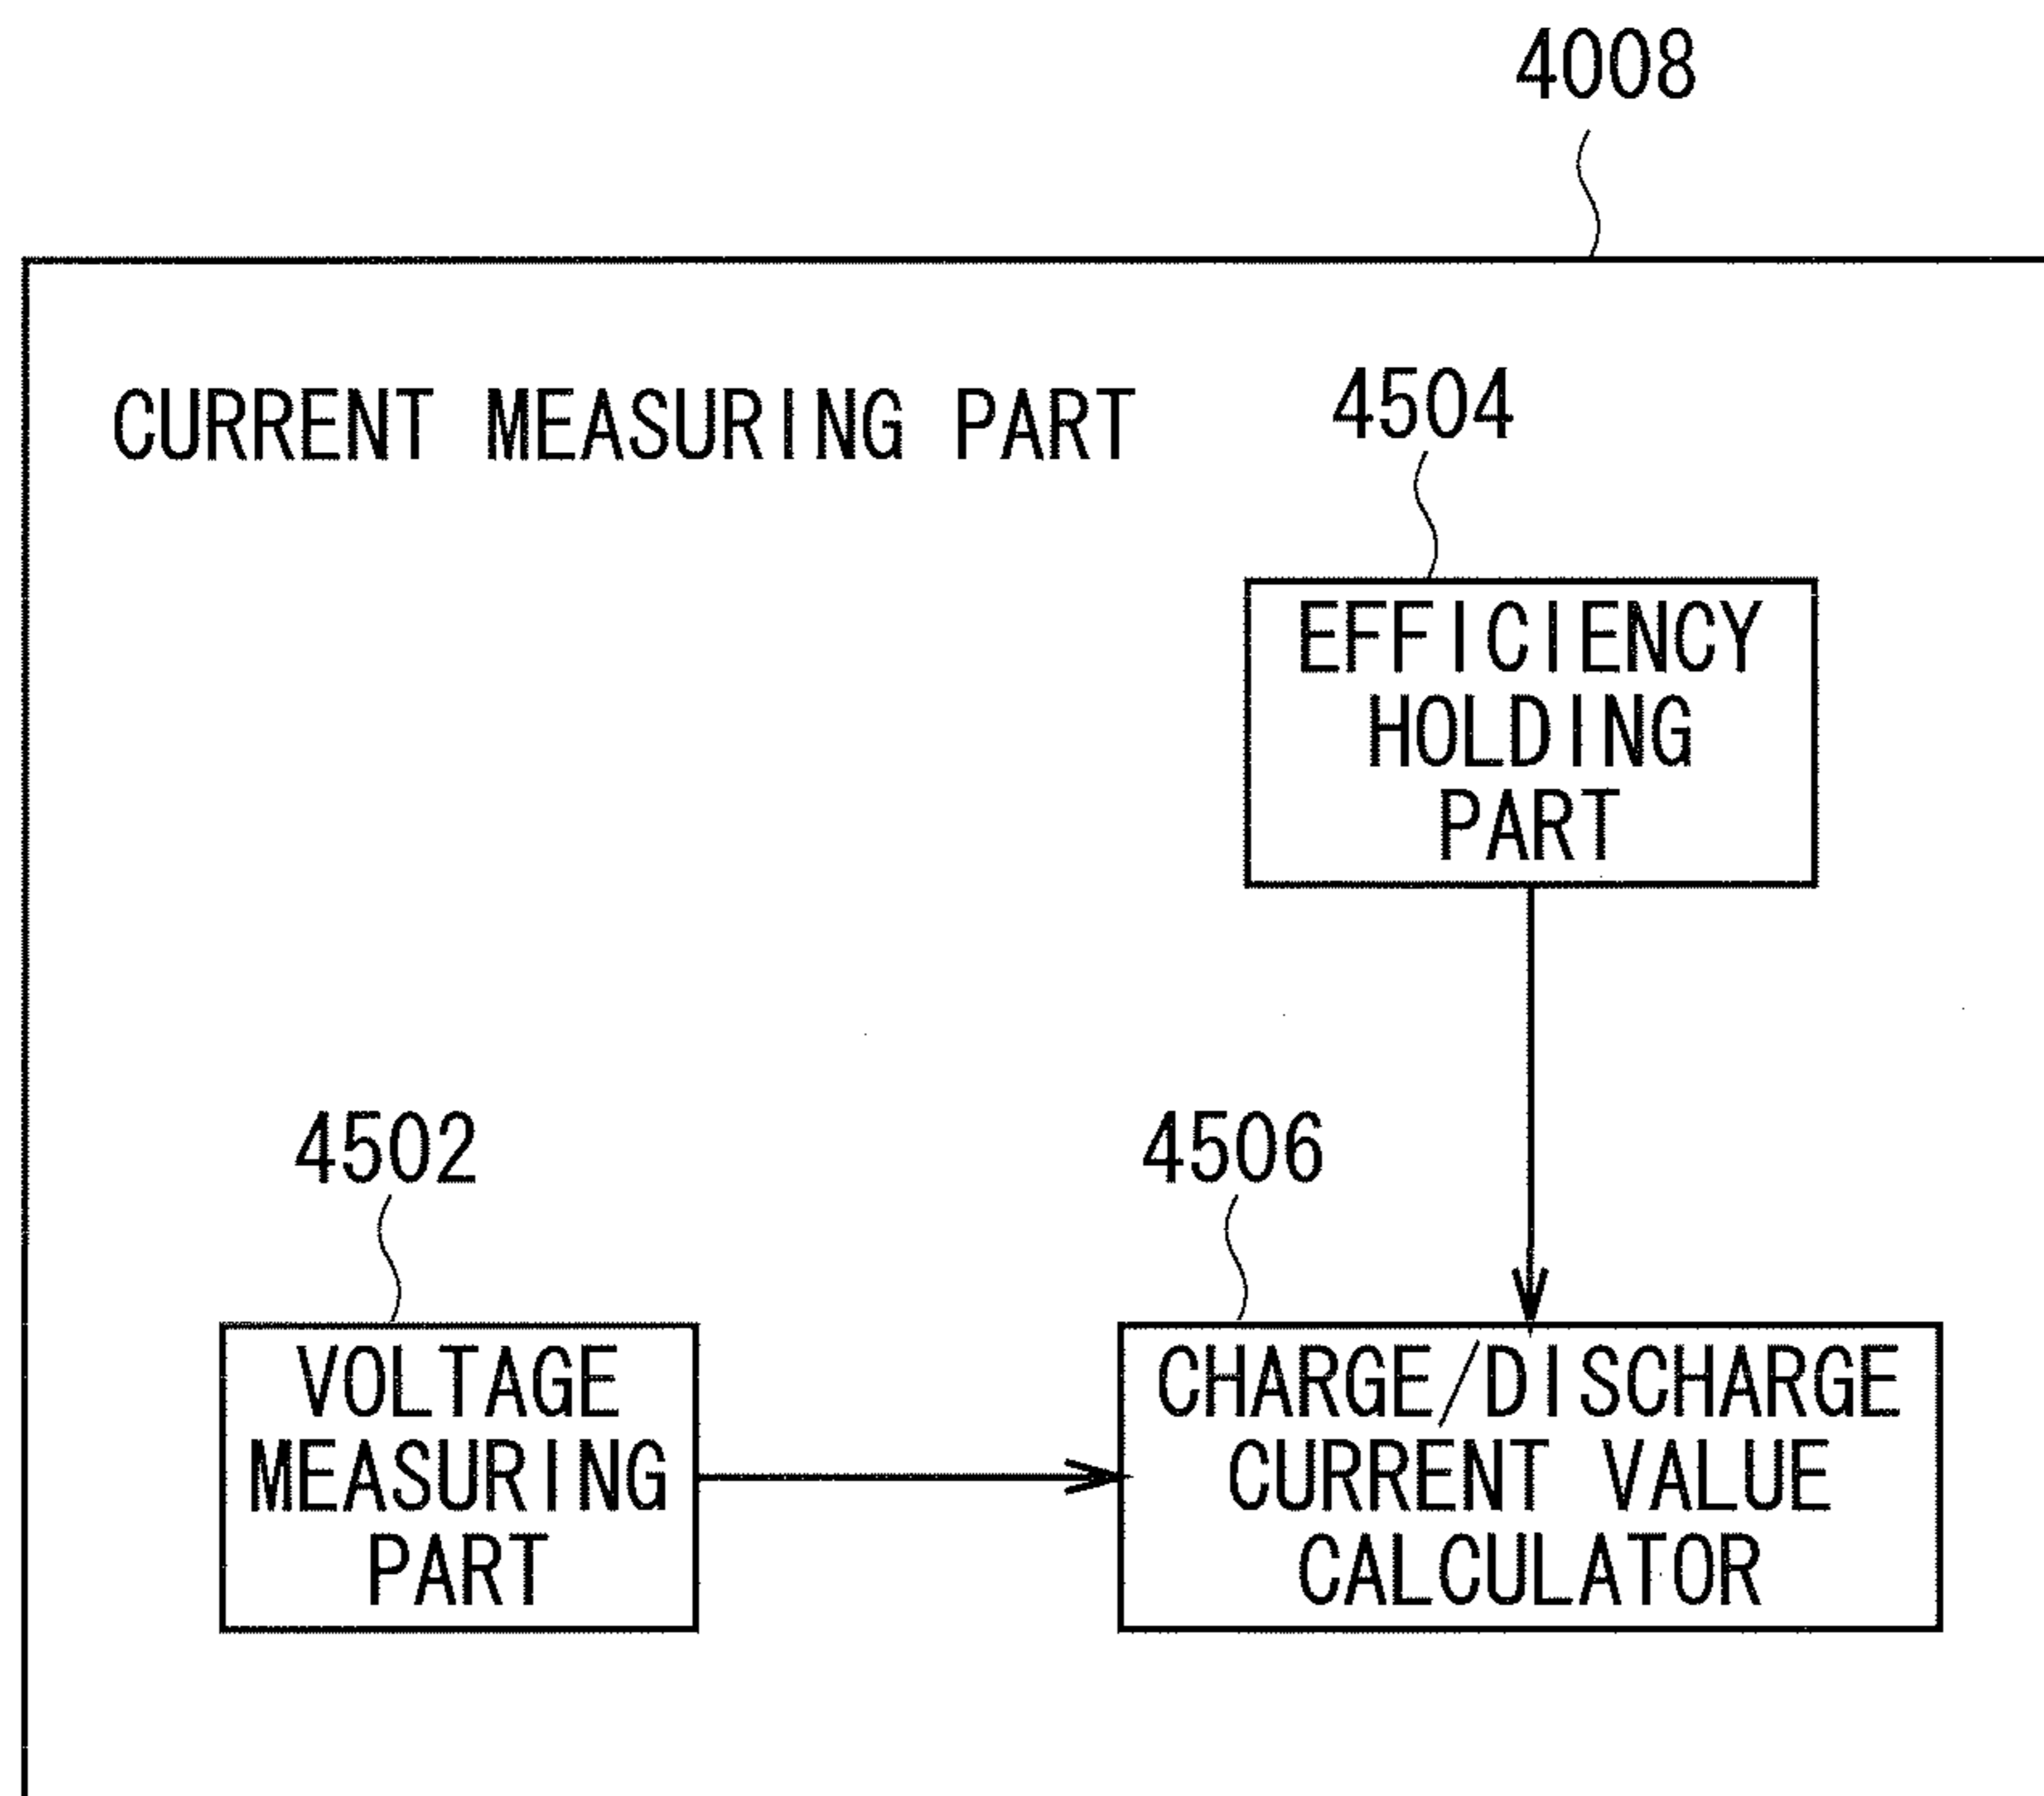 4008
CURRENT MEASURING PART
4504
EFFICIENCY
HOLDING
PART
4502
4506
VOLTAGE
MEASURING
PART
CHARGE/DISCHARGE
CURRENT VALUE
CALCULATOR